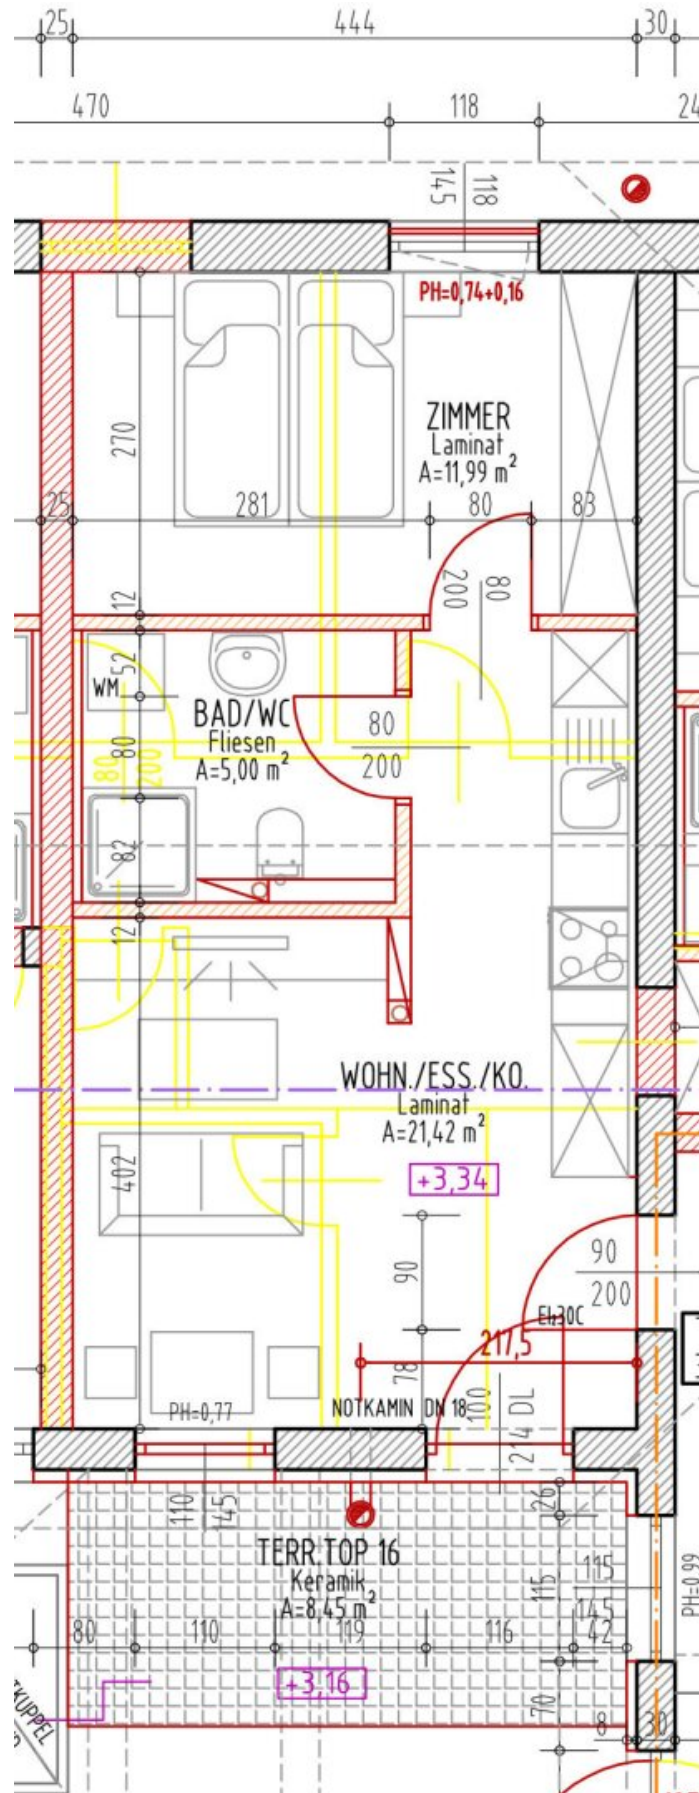 25
444
30
470
118
24
145
118
PH=0,74+0,16
ZIMMER
Laminat
A=11,99 m²
270
25
281
80
83
12
200
80
52
WM
BAD/WC
Fliesen
A=5,00 m²
80
200
80
80
200
82
12
WOHN./ESS./KO.
Laminat
A=21,42 m²
+3,34
402
90
90
200
EI₂30C
217,5
78
PH=0,77
NOTKAMIN DN 18
100
214 DL
110
145
26
TERR.TOP 16
Keramik
A=8,45 m²
115
115
145
PH=0.99
80
110
119
116
42
+3,16
70
8
30